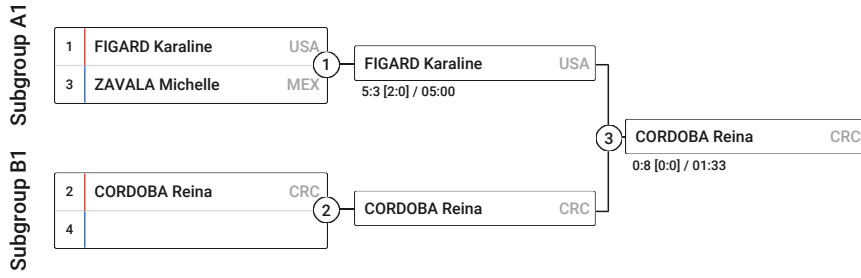 Subgroup A1
1 FIGARD Karaline USA
3 ZAVALA Michelle MEX
1
FIGARD Karaline USA
5:3 [2:0] / 05:00
3
CORDOBA Reina CRC
0:8 [0:0] / 01:33
Subgroup B1
2 CORDOBA Reina CRC
4
2
CORDOBA Reina CRC